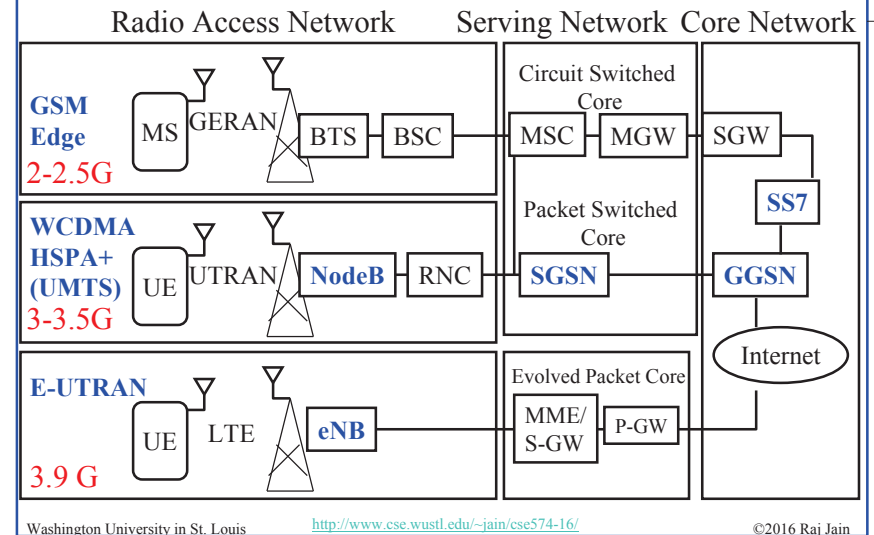 Radio Access Network
Serving Network
Core Network
GSM
Edge
2-2.5G
MS
GERAN
BTS
BSC
Circuit Switched
Core
MSC
MGW
SGW
SS7
WCDMA
HSPA+
(UMTS)
3-3.5G
UE
UTRAN
NodeB
RNC
Packet Switched
Core
SGSN
GGSN
Internet
E-UTRAN
3.9 G
UE
LTE
eNB
Evolved Packet Core
MME/
S-GW
P-GW
Washington University in St. Louis
http://www.cse.wustl.edu/~jain/cse574-16/
©2016 Raj Jain